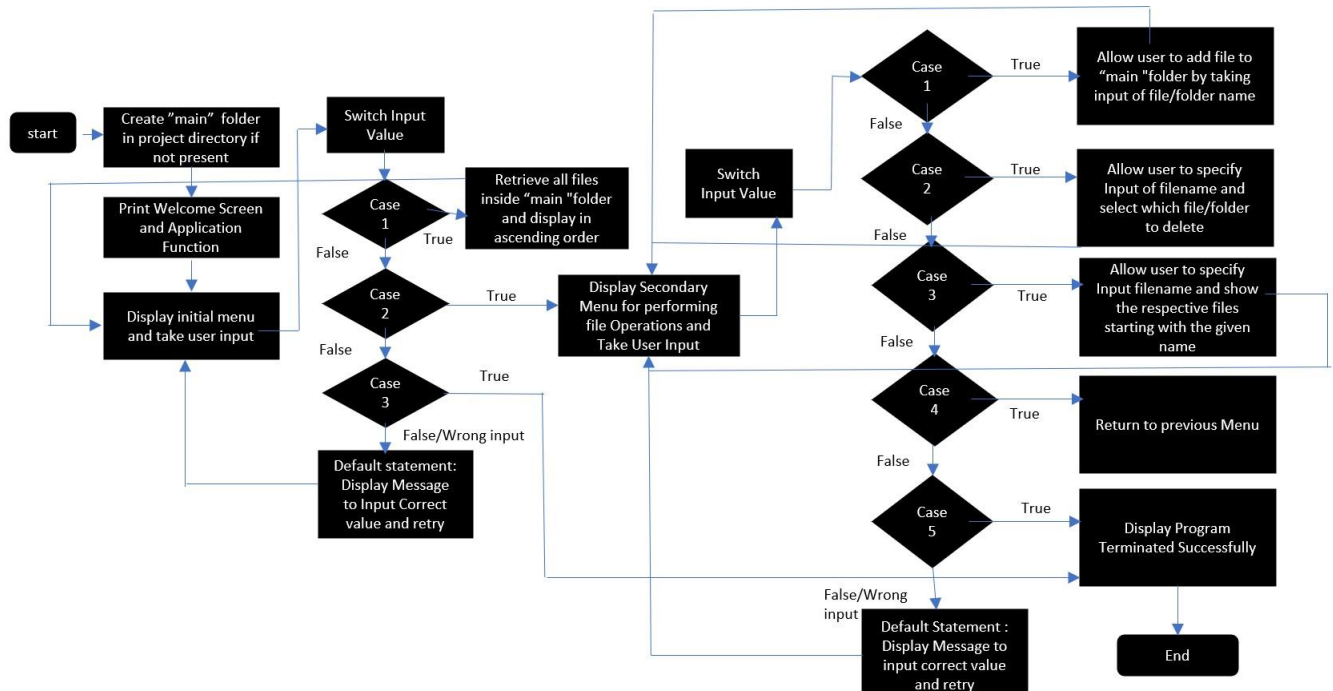 start
Create ”main” folder
in project directory if
not present
Print Welcome Screen
and Application
Function
Display initial menu
and take user input
Switch Input
Value
Case
1
True
False
Retrieve all files
inside “main "folder
and display in
ascending order
Case
2
True
False
Case
3
True
False/Wrong input
Default statement:
Display Message
to Input Correct
value and retry
Display Secondary
Menu for performing
file Operations and
Take User Input
Switch
Input Value
Case
1
True
False
Allow user to add file to
“main "folder by taking
input of file/folder name
Case
2
True
False
Allow user to specify
Input of filename and
select which file/folder
to delete
Case
3
True
False
Allow user to specify
Input filename and show
the respective files
starting with the given
name
Case
4
True
False
Return to previous Menu
Case
5
True
Display Program
Terminated Successfully
False/Wrong
input
Default Statement :
Display Message to
input correct value
and retry
End